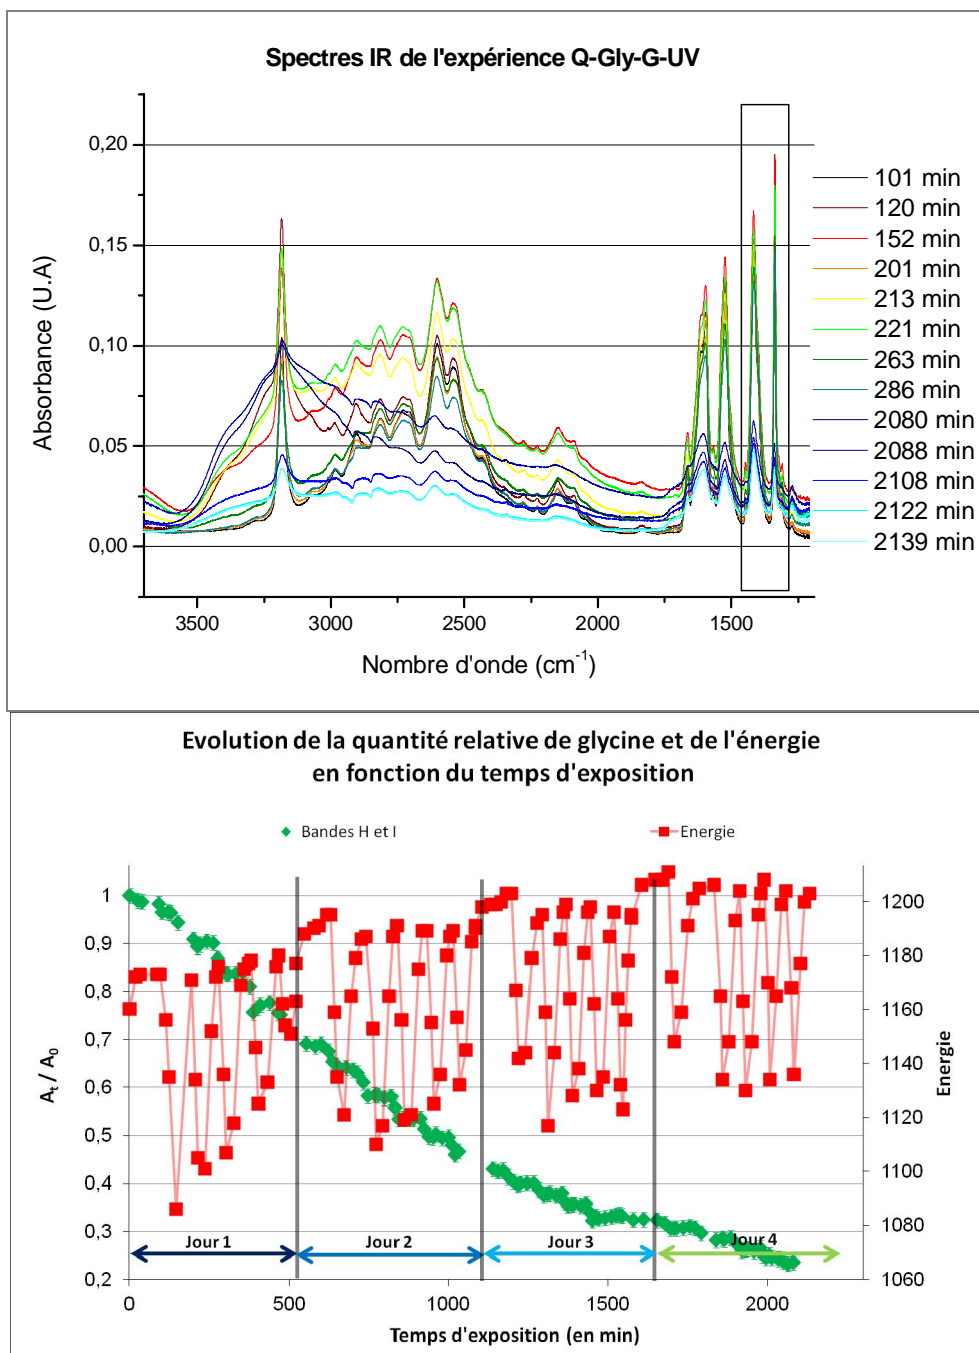 Spectres IR de l'expérience Q-Gly-G-UV
Absorbance (U.A)
0,20
0,15
0,10
0,05
0,00
3500
3000
2500
2000
1500
Nombre d'onde (cm⁻¹)
101 min
120 min
152 min
201 min
213 min
221 min
263 min
286 min
2080 min
2088 min
2108 min
2122 min
2139 min
Evolution de la quantité relative de glycine et de l'énergie
en fonction du temps d'exposition
Bandes H et I
Energie
A_t / A_0
1
0,9
0,8
0,7
0,6
0,5
0,4
0,3
0,2
Jour 1
Jour 2
Jour 3
Jour 4
1200
1180
1160
1140
1120
1100
1080
1060
Energie
0
500
1000
1500
2000
Temps d'exposition (en min)